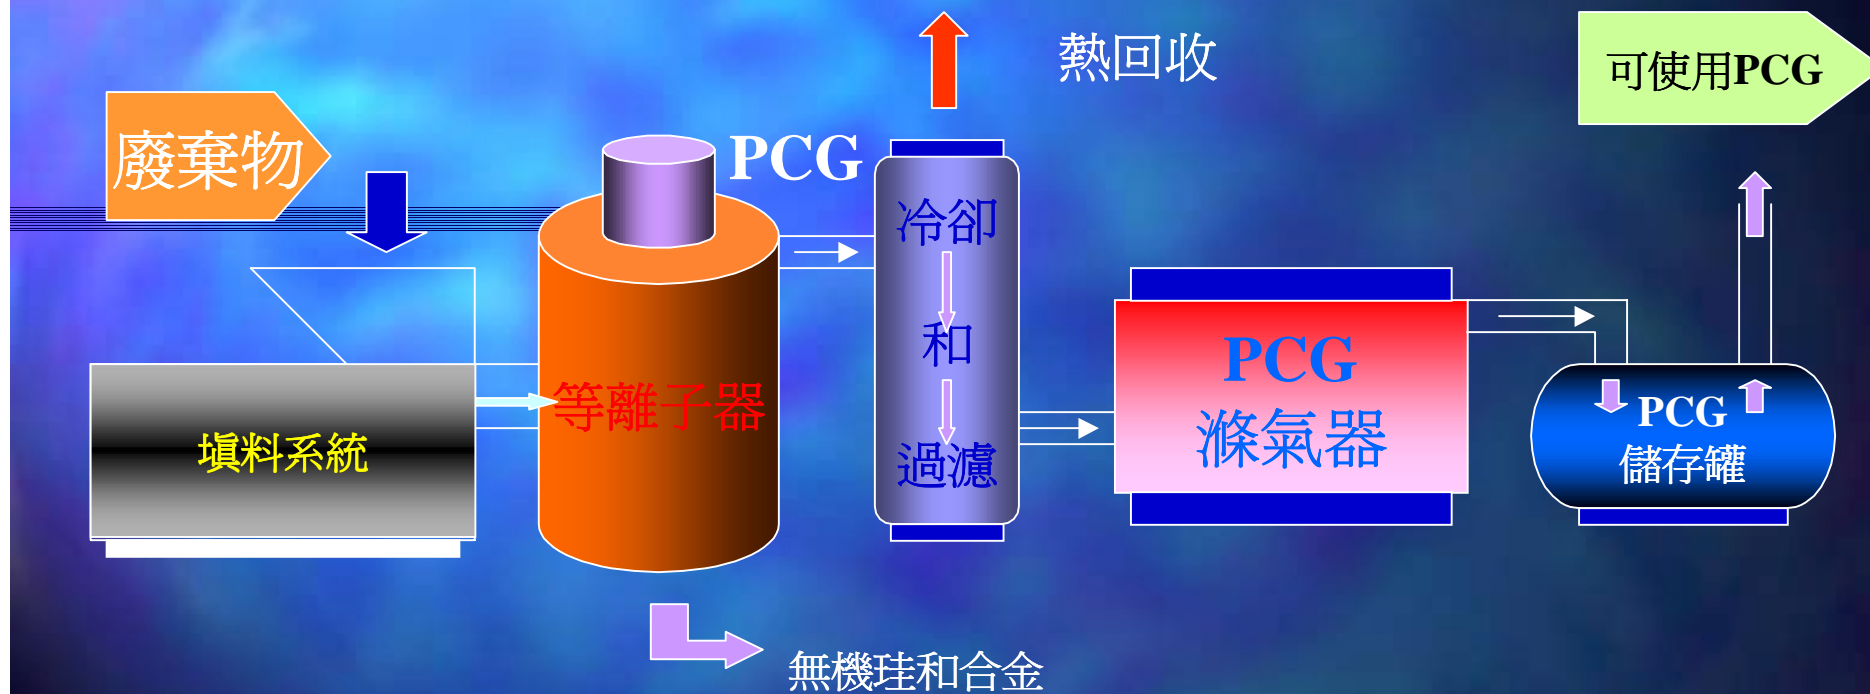 熱回收
可使用PCG
廢棄物
PCG
冷卻
和
過濾
等離子器
填料系統
PCG
滌氣器
PCG
儲存罐
無機珪和合金